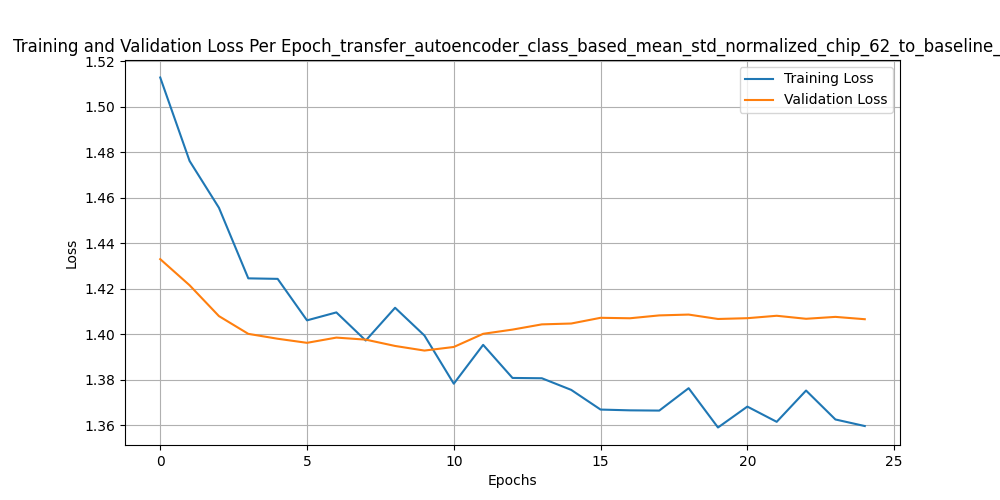 Training and Validation Loss Per Epoch_transfer_autoencoder_class_based_mean_std_normalized_chip_62_to_baseline_
1.52
1.50
1.48
1.46
1.44
1.42
1.40
1.38
1.36
Loss
Training Loss
Validation Loss
0 5 10 15 20 25
Epochs